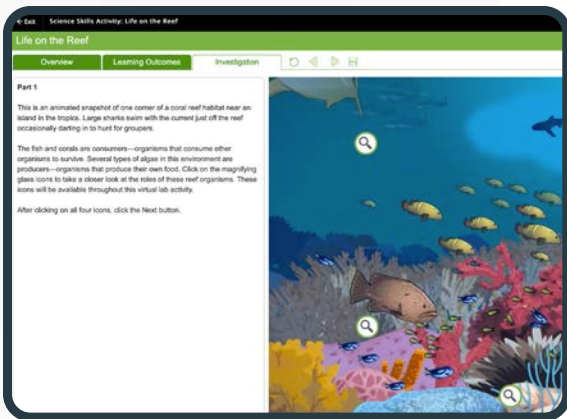 ← Exit Science Skills Activity: Life on the Reef
Life on the Reef
Overview Learning Outcomes Investigation
Part 1
This is an animated snapshot of one corner of a coral reef habitat near an
island in the tropics. Large sharks swim with the current just off the reef
occasionally darting in to hunt for groupers.
The fish and corals are consumers—organisms that consume other
organisms to survive. Several types of algae in this environment are
producers—organisms that produce their own food. Click on the magnifying
glass icons to take a closer look at the roles of these reef organisms. These
icons will be available throughout this virtual lab activity.
After clicking on all four icons, click the Next button.